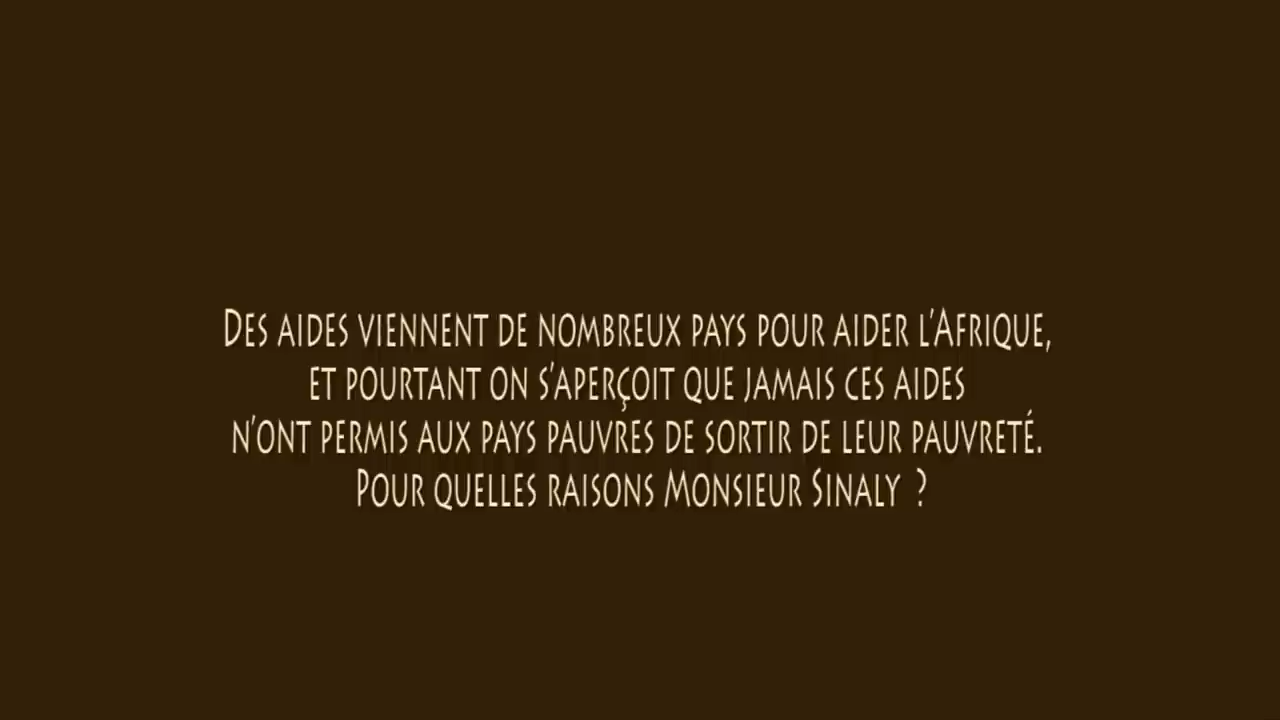 Des aides viennent de nombreux pays pour aider l'Afrique,
et pourtant on s'aperçoit que jamais ces aides
n'ont permis aux pays pauvres de sortir de leur pauvreté.
Pour quelles raisons Monsieur Sinaly ?